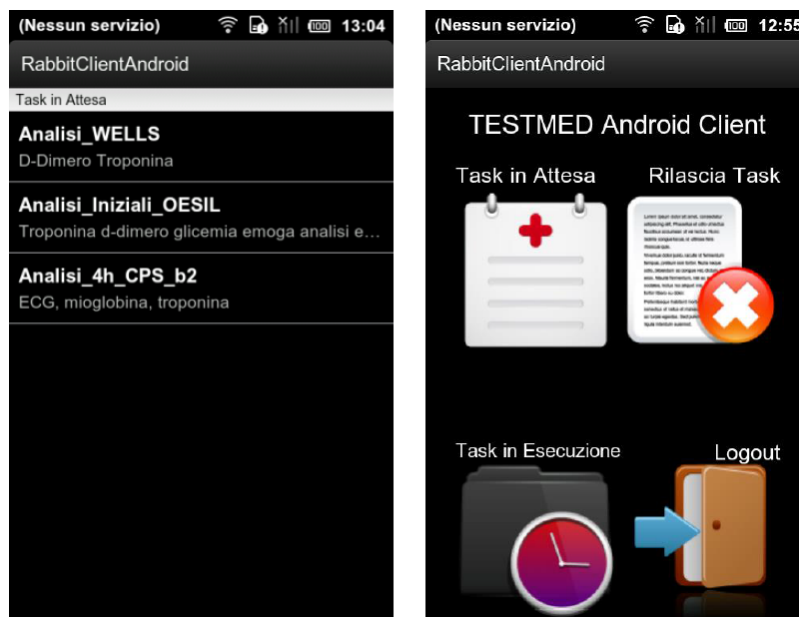 (Nessun servizio) 100 13:04
RabbitClientAndroid
Task in Attesa
Analisi_WELLS
D-Dimero Troponina
Analisi_Iniziali_OESIL
Troponina d-dimero glicemia emoga analisi e...
Analisi_4h_CPS_b2
ECG, mioglobina, troponina
(Nessun servizio) 100 12:55
RabbitClientAndroid
TESTMED Android Client
Task in Attesa
Rilascia Task
Task in Esecuzione
Logout